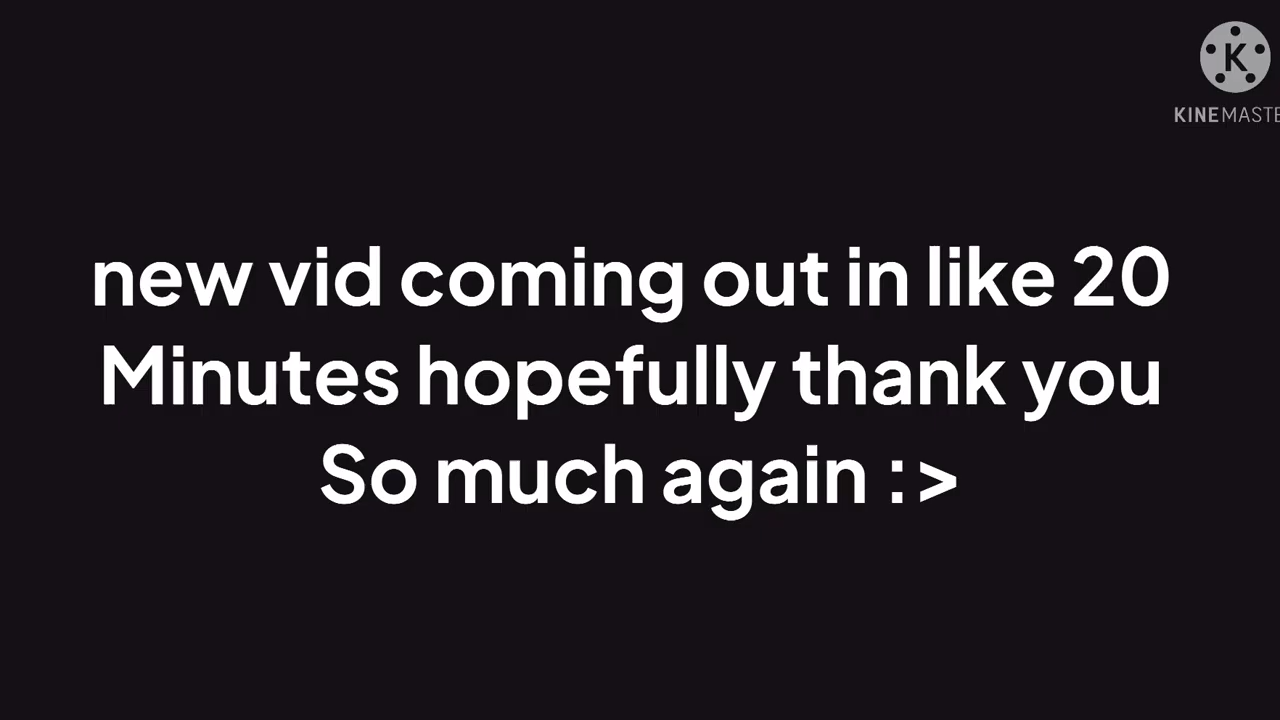 K
KINEMASTE
new vid coming out in like 20
Minutes hopefully thank you
So much again :>